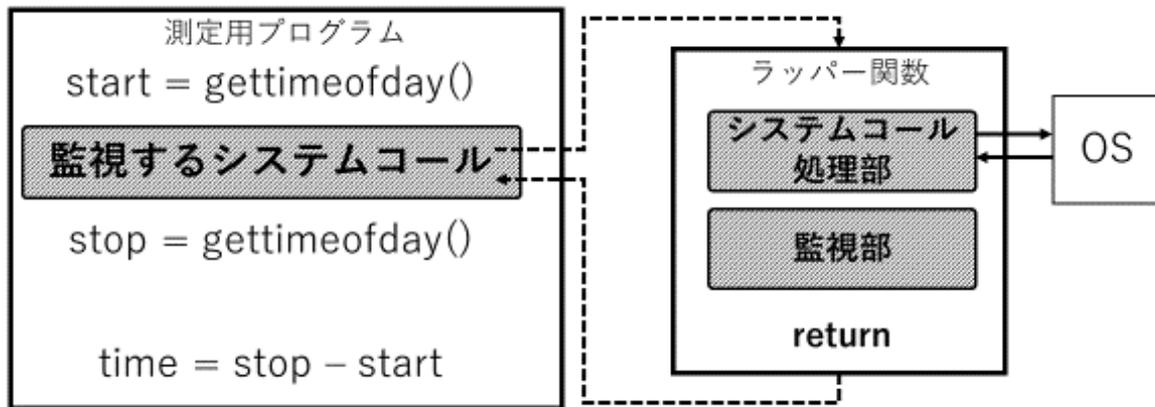 測定用プログラム
start = gettimeofday()
監視するシステムコール
stop = gettimeofday()
time = stop – start
ラッパー関数
システムコール
処理部
監視部
return
OS